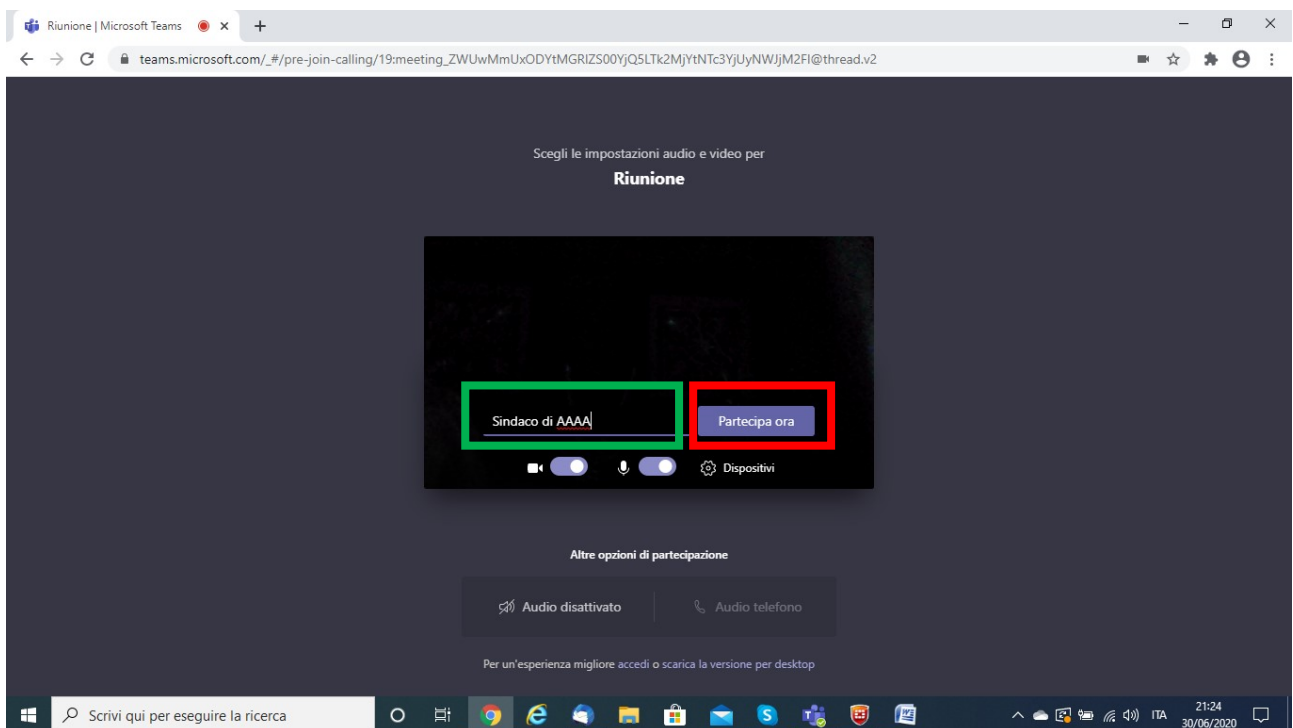 Riunione | Microsoft Teams
teams.microsoft.com/_#/pre-join-calling/19:meeting_ZWUwMmUxODYtMGRlZS00YjQ5LTk2MjYtNTc3YjUyNWJjM2Fl@thread.v2
Scegli le impostazioni audio e video per
Riunione
Sindaco di AAAA
Partecipa ora
Dispositivi
Altre opzioni di partecipazione
Audio disattivato
Audio telefono
Per un'esperienza migliore accedi o scarica la versione per desktop
Scrivi qui per eseguire la ricerca
ITA
21:24
30/06/2020